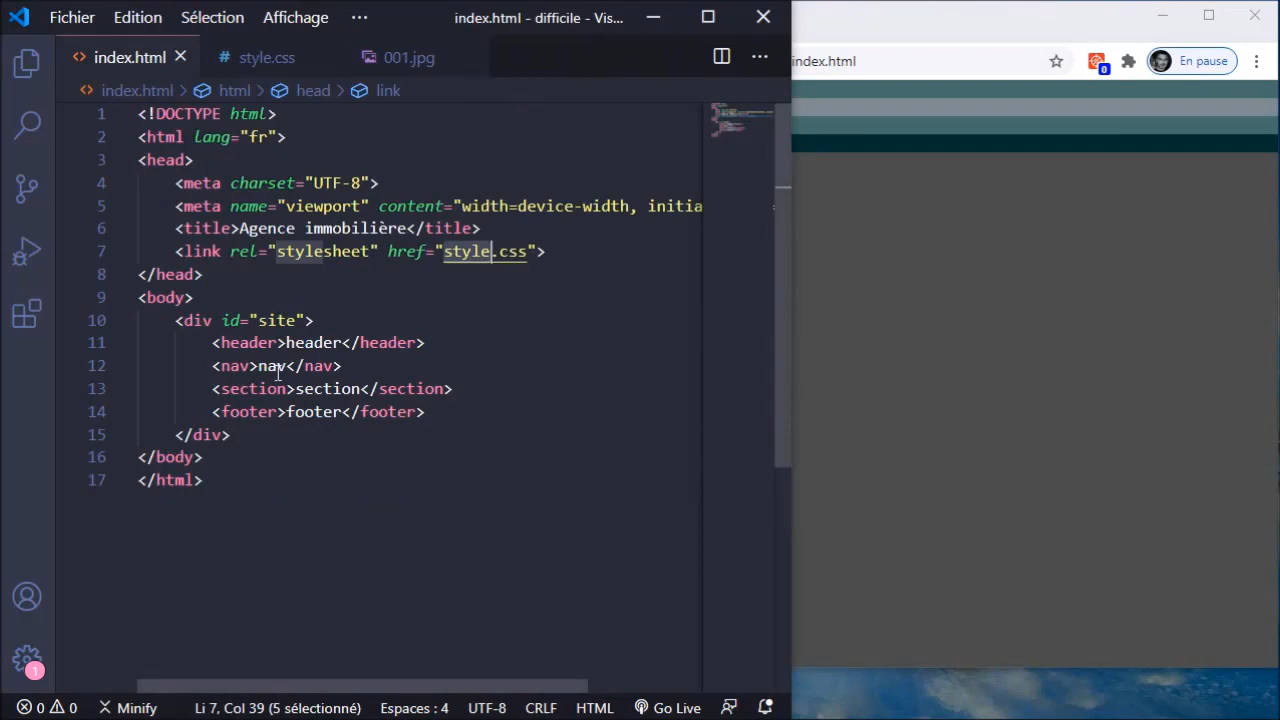 Fichier Edition Sélection Affichage ··· index.html - difficile - Vis...
index.html style.css 001.jpg
index.html > html > head > link
1 <!DOCTYPE html>
2 <html lang="fr">
3 <head>
4 <meta charset="UTF-8">
5 <meta name="viewport" content="width=device-width, initia
6 <title>Agence immobilière</title>
7 <link rel="stylesheet" href="style.css">
8 </head>
9 <body>
10 <div id="site">
11 <header>header</header>
12 <nav>nav</nav>
13 <section>section</section>
14 <footer>footer</footer>
15 </div>
16 </body>
17 </html>
1
0 0 Minify Li 7, Col 39 (5 sélectionné) Espaces : 4 UTF-8 CRLF HTML Go Live
index.html 0 En pause